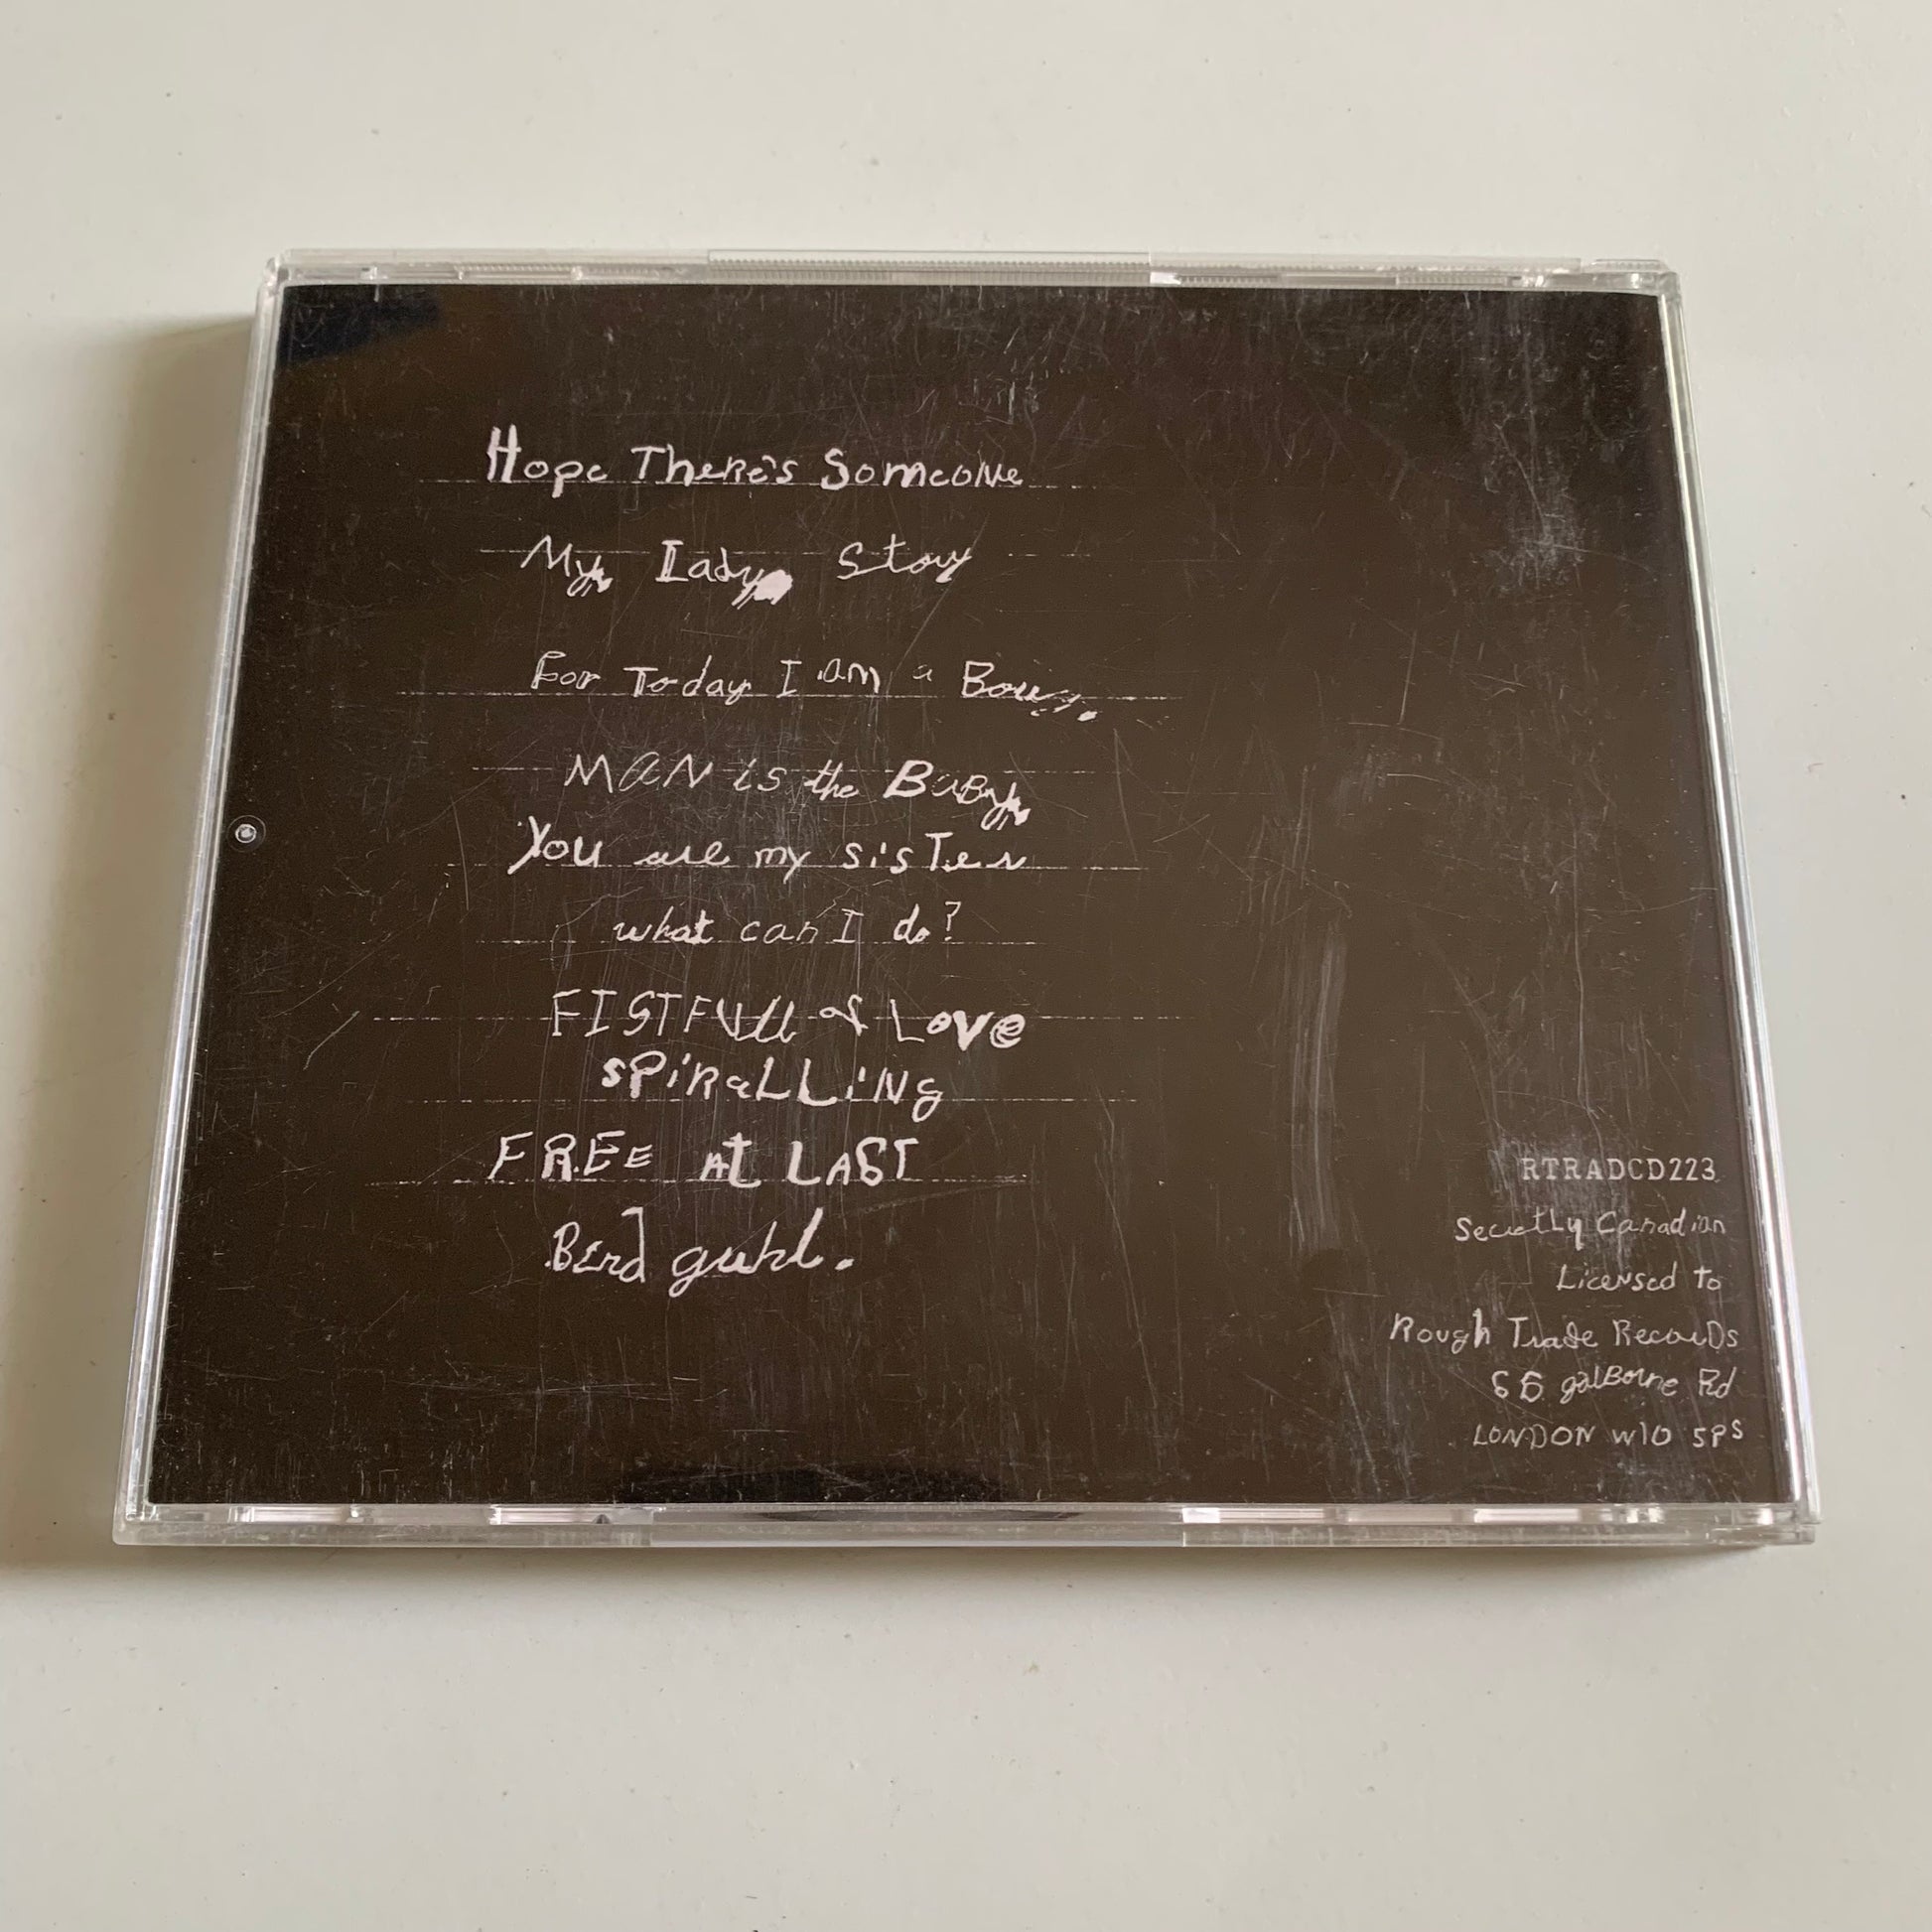 Hope There's Someone
My Lady Story
For Today I am a Boy.
MAN is the Baby
You are my sister
what can I do?
FISTFUll of Love
SPiRaLLiNg
FREE at LAST
BIrd guhl.
RTRADCD223
Secretly Canadian
Licensed to
Rough Trade Records
66 golBorne Rd
LONDON W10 5PS